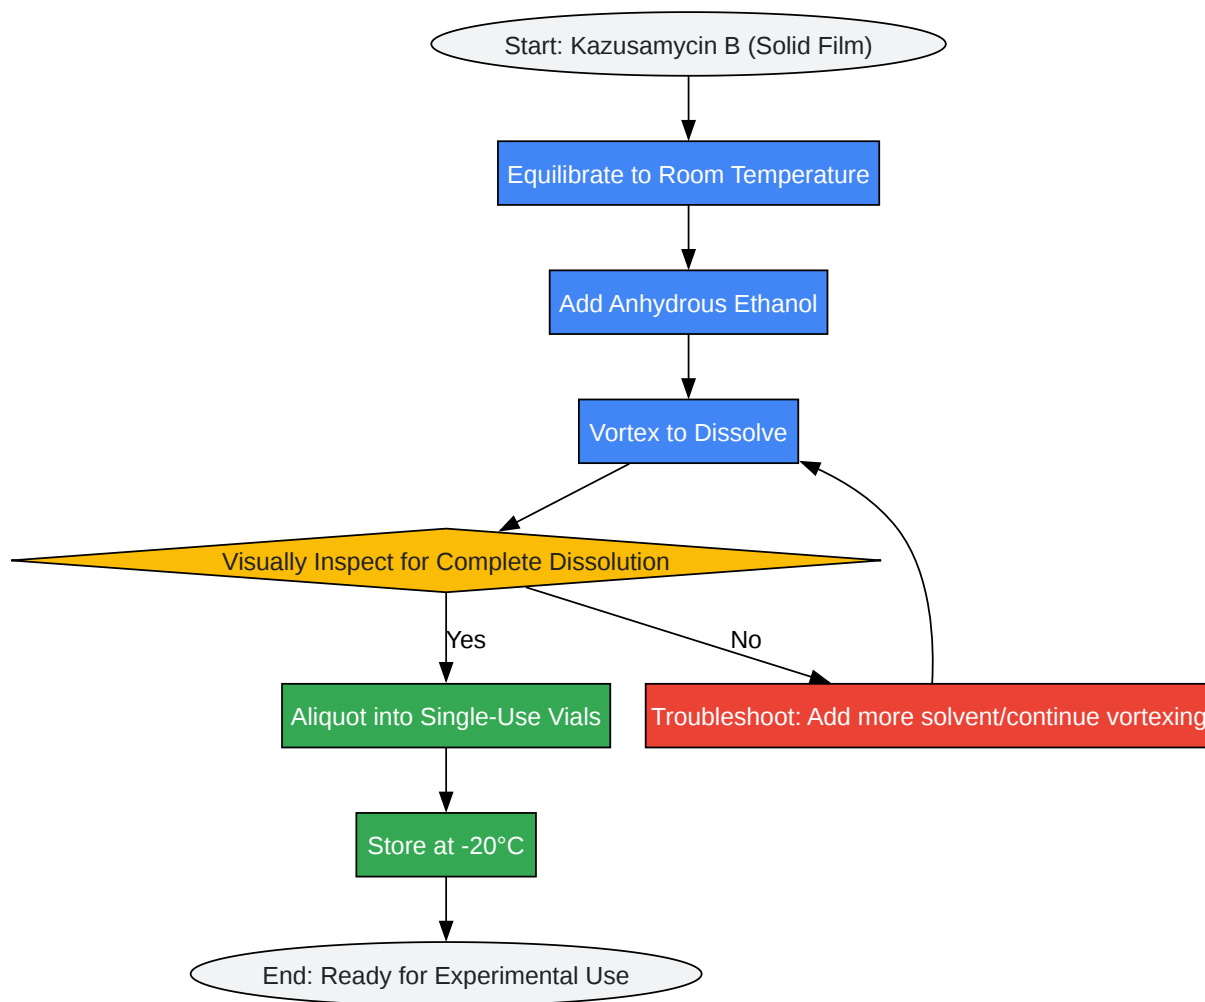 Start: Kazusamycin B (Solid Film)
Equilibrate to Room Temperature
Add Anhydrous Ethanol
Vortex to Dissolve
Visually Inspect for Complete Dissolution
Yes
No
Aliquot into Single-Use Vials
Troubleshoot: Add more solvent/continue vortexing
Store at -20°C
End: Ready for Experimental Use